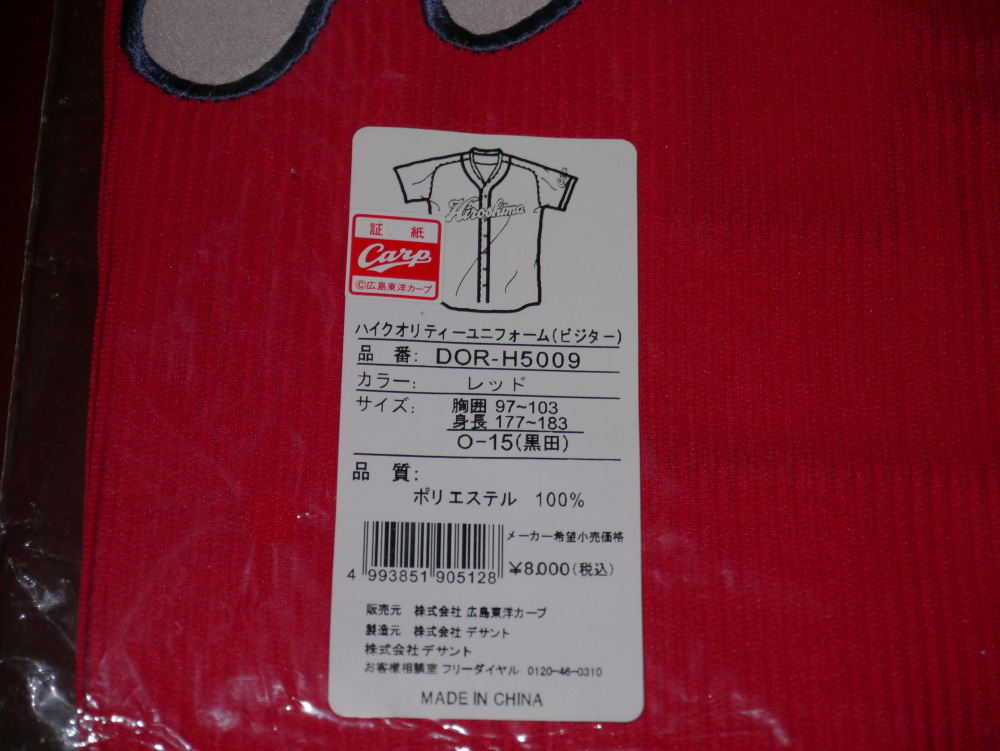 Hiroshima
証紙
Carp
©広島東洋カープ
ハイクオリティーユニフォーム(ビジター)
品番: DOR-H5009
カラー: レッド
サイズ: 胸囲 97~103
身長 177~183
O-15(黒田)
品質:
ポリエステル 100%
メーカー希望小売価格
4 993851 905128 ¥8,000(税込)
販売元 株式会社 広島東洋カープ
製造元 株式会社 デサント
株式会社 デサント
お客様相談室 フリーダイヤル 0120-46-0310
MADE IN CHINA